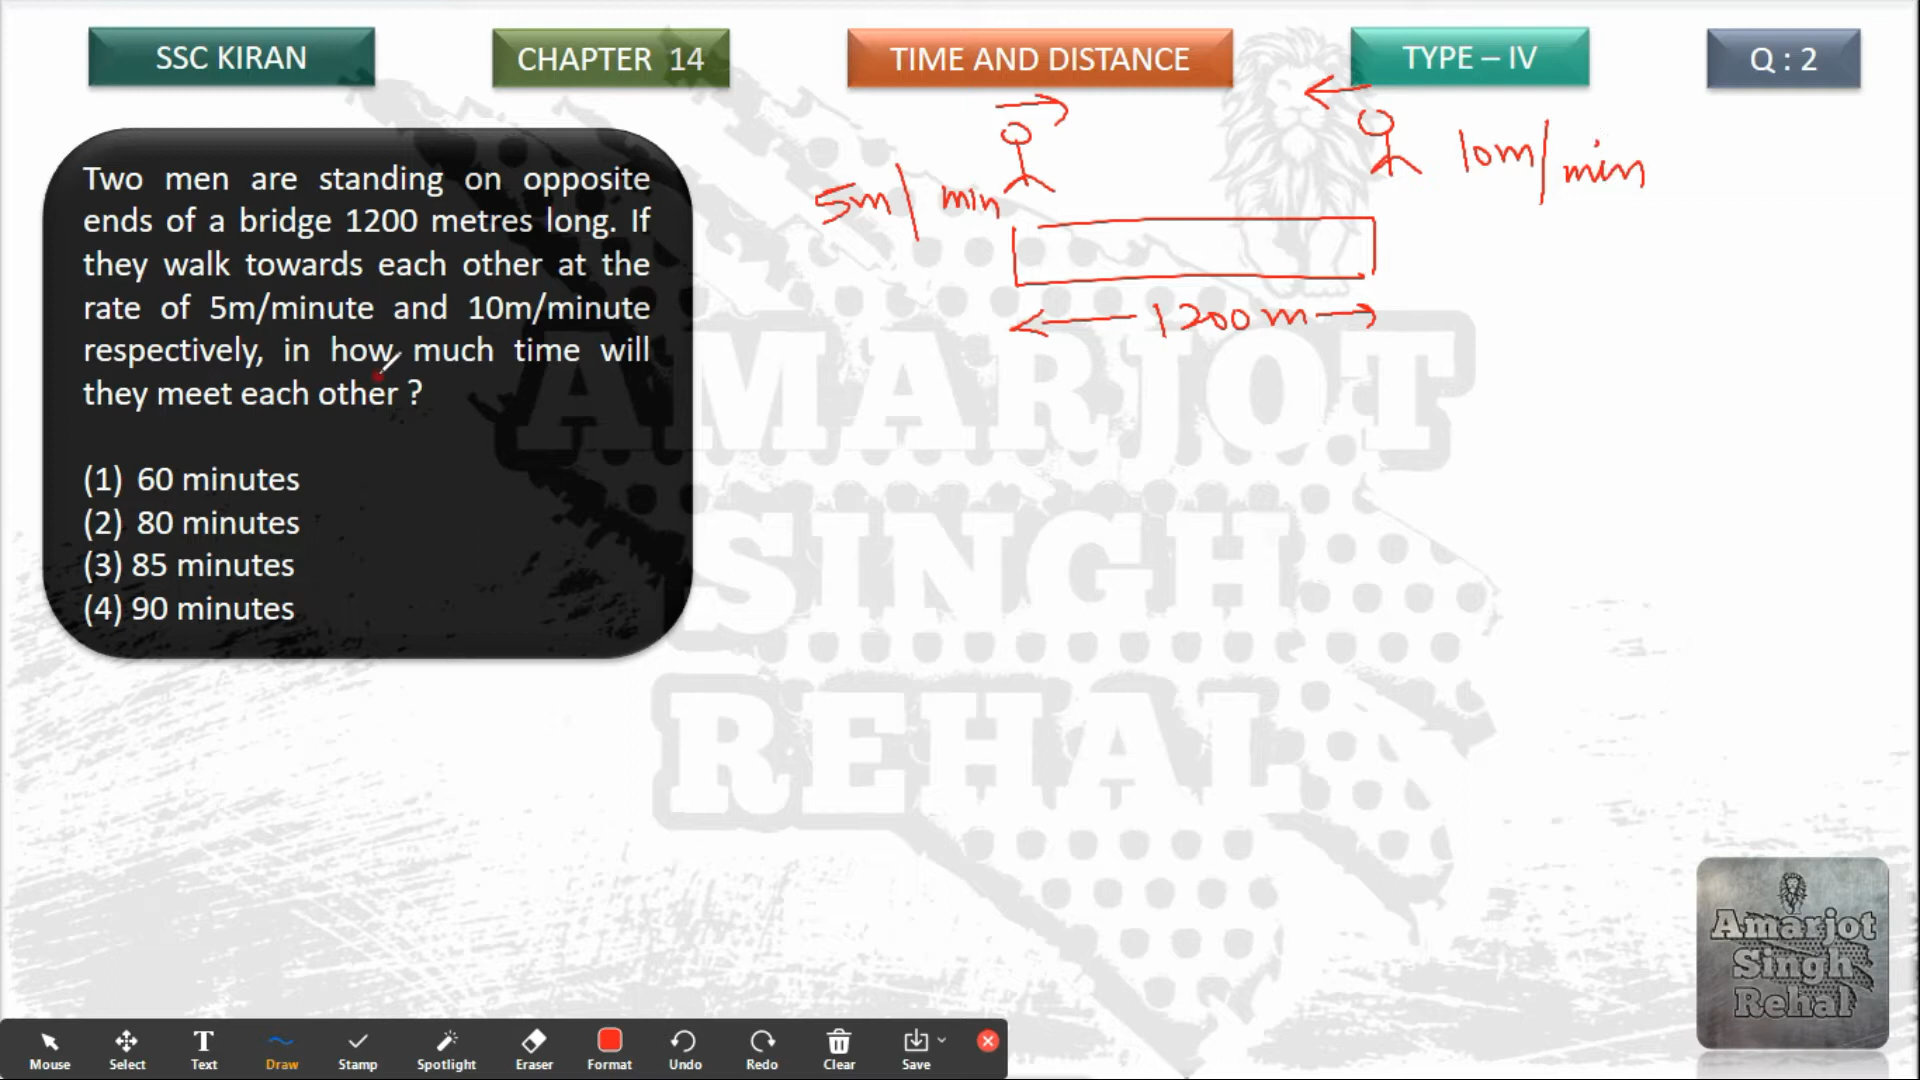 SSC KIRAN
CHAPTER 14
TIME AND DISTANCE
TYPE – IV
Q : 2
Two men are standing on opposite
ends of a bridge 1200 metres long. If
they walk towards each other at the
rate of 5m/minute and 10m/minute
respectively, in how much time will
they meet each other ?
(1) 60 minutes
(2) 80 minutes
(3) 85 minutes
(4) 90 minutes
5m/min
10m/min
1200m
AMARJOT
SINGH
REHAL
Amarjot
Singh
Rehal
Mouse
Select
Text
Draw
Stamp
Spotlight
Eraser
Format
Undo
Redo
Clear
Save